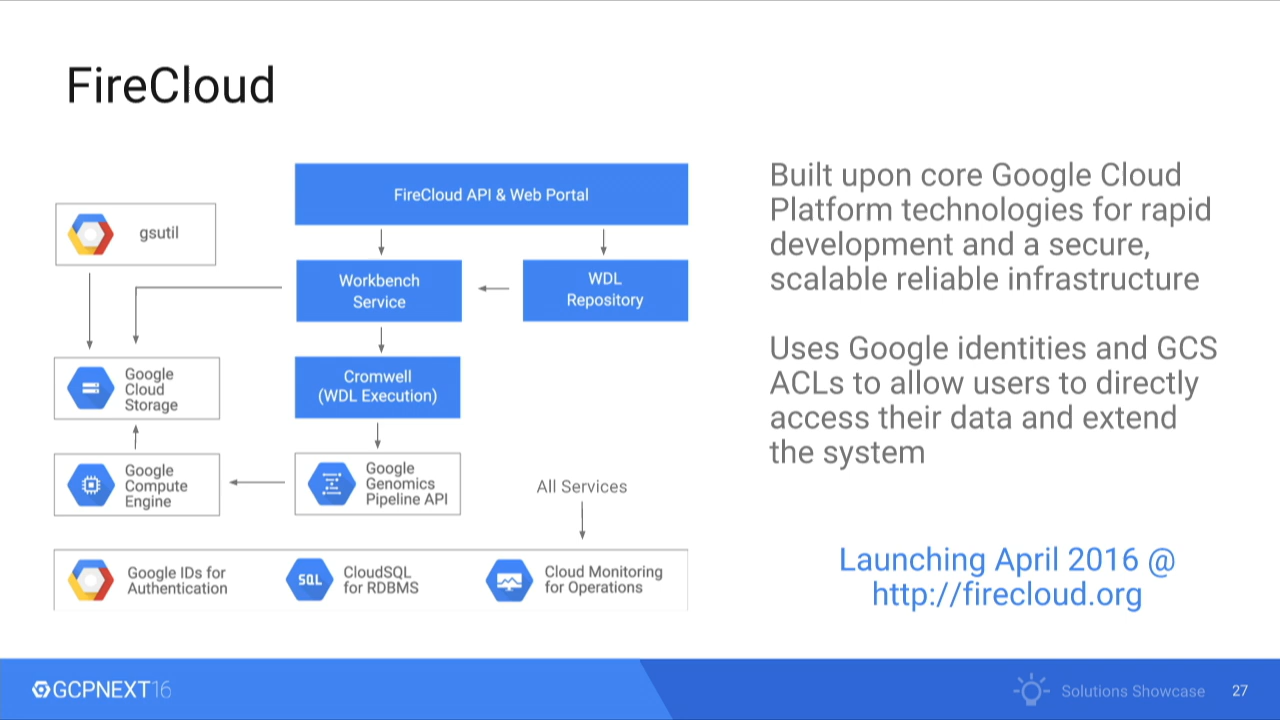 FireCloud
FireCloud API & Web Portal
gsutil
Workbench
Service
WDL
Repository
Google
Cloud
Storage
Cromwell
(WDL Execution)
Google
Compute
Engine
Google
Genomics
Pipeline API
All Services
Google IDs for
Authentication
SQL
CloudSQL
for RDBMS
Cloud Monitoring
for Operations
Built upon core Google Cloud
Platform technologies for rapid
development and a secure,
scalable reliable infrastructure
Uses Google identities and GCS
ACLs to allow users to directly
access their data and extend
the system
Launching April 2016 @
http://firecloud.org
GCPNEXT16
Solutions Showcase
27